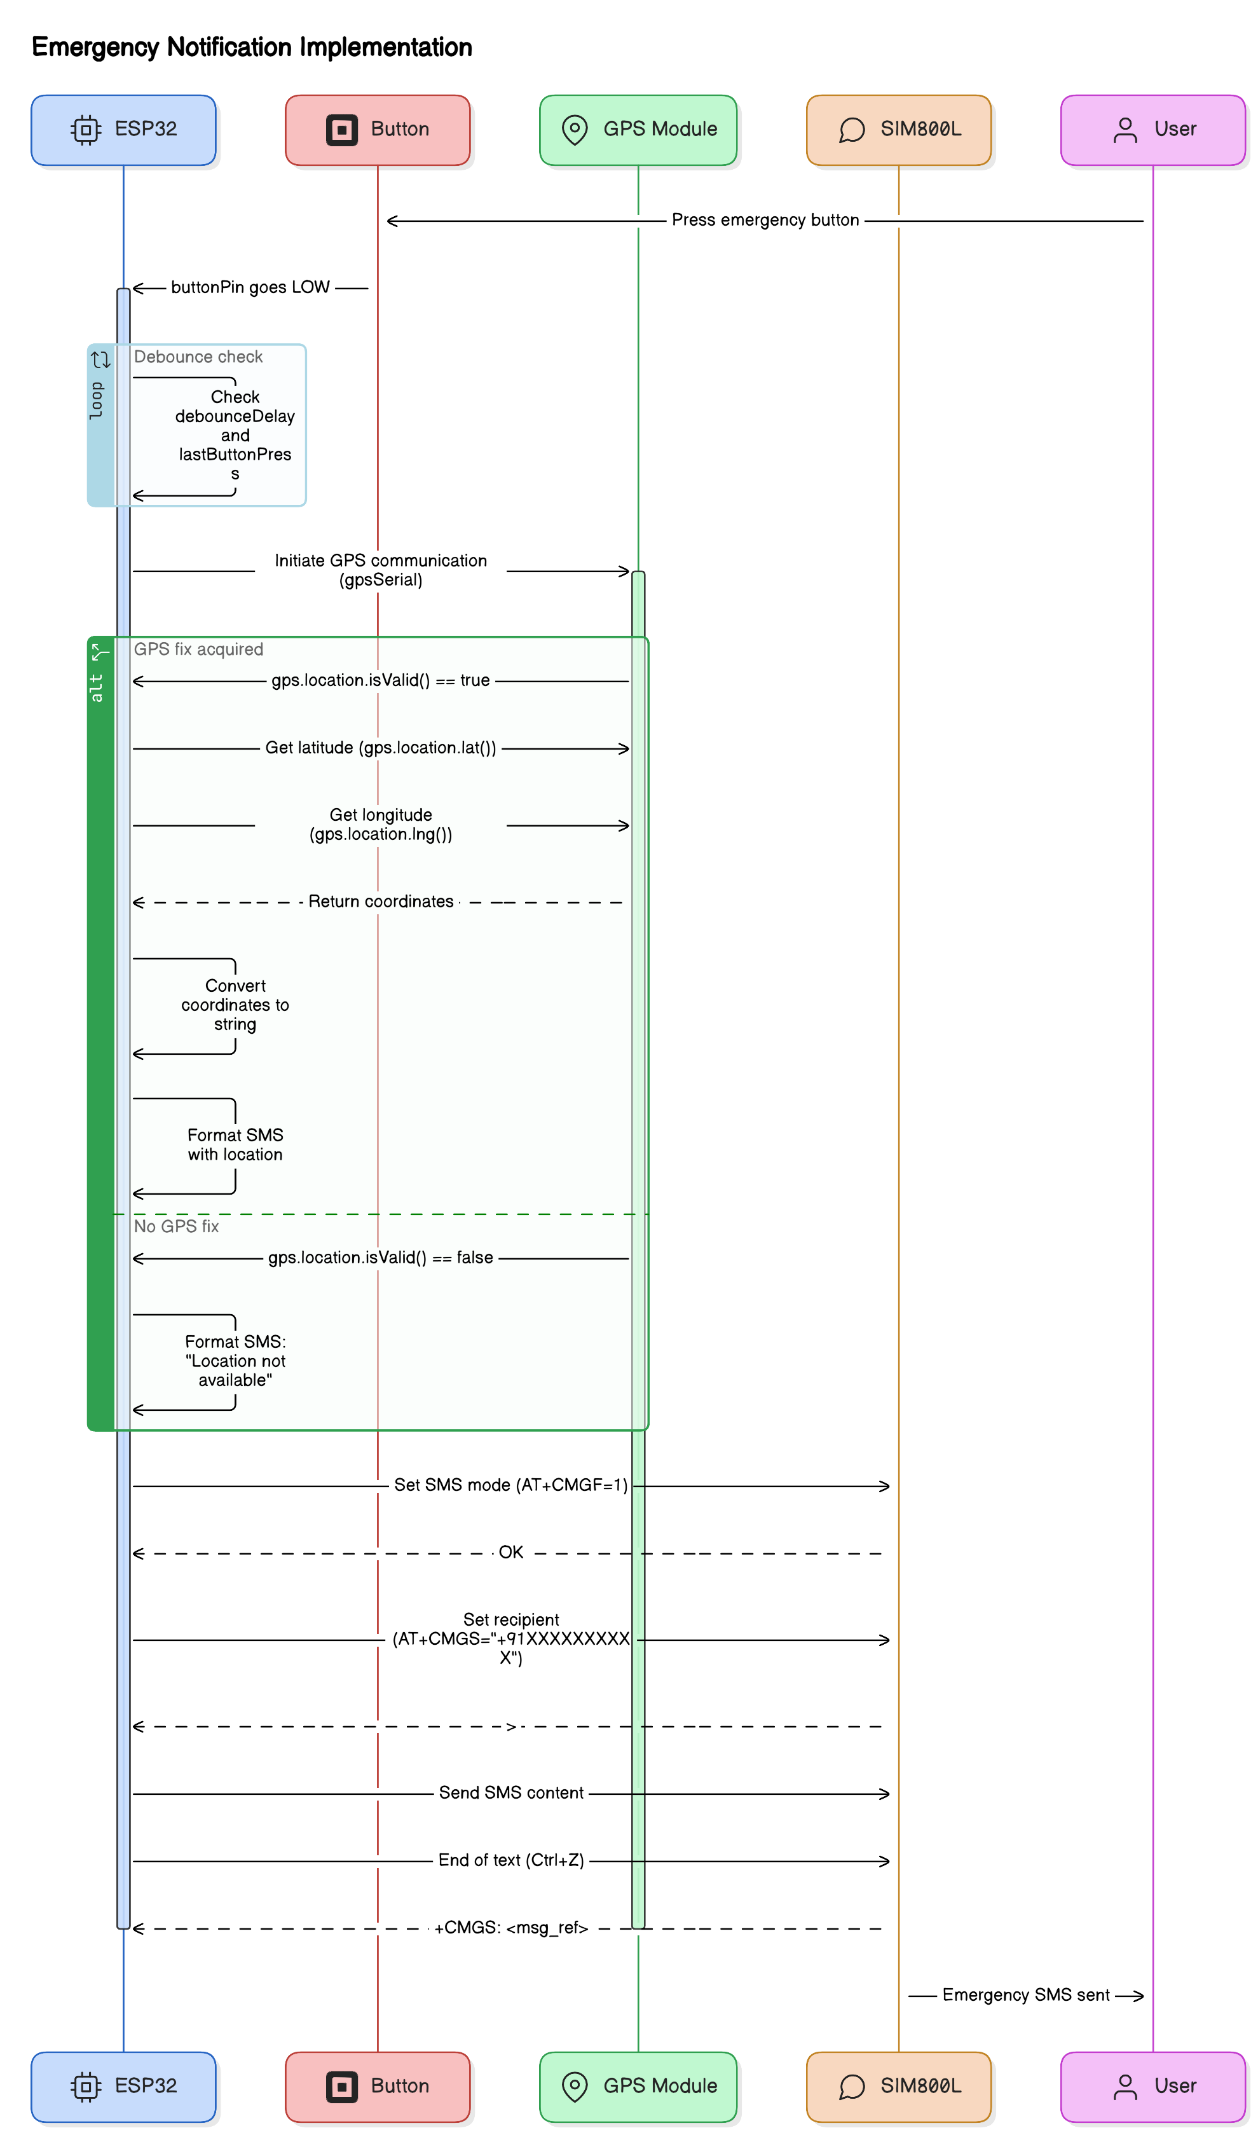 Emergency Notification Implementation
ESP32
Button
GPS Module
SIM800L
User
Press emergency button
buttonPin goes LOW
loop
Debounce check
Check
debounceDelay
and
lastButtonPres
s
Initiate GPS communication
(gpsSerial)
alt
GPS fix acquired
gps.location.isValid() == true
Get latitude (gps.location.lat())
Get longitude
(gps.location.lng())
Return coordinates
Convert
coordinates to
string
Format SMS
with location
No GPS fix
gps.location.isValid() == false
Format SMS:
"Location not
available"
Set SMS mode (AT+CMGF=1)
OK
Set recipient
(AT+CMGS="+91XXXXXXXXX
X")
>
Send SMS content
End of text (Ctrl+Z)
+CMGS: <msg_ref>
Emergency SMS sent
ESP32
Button
GPS Module
SIM800L
User